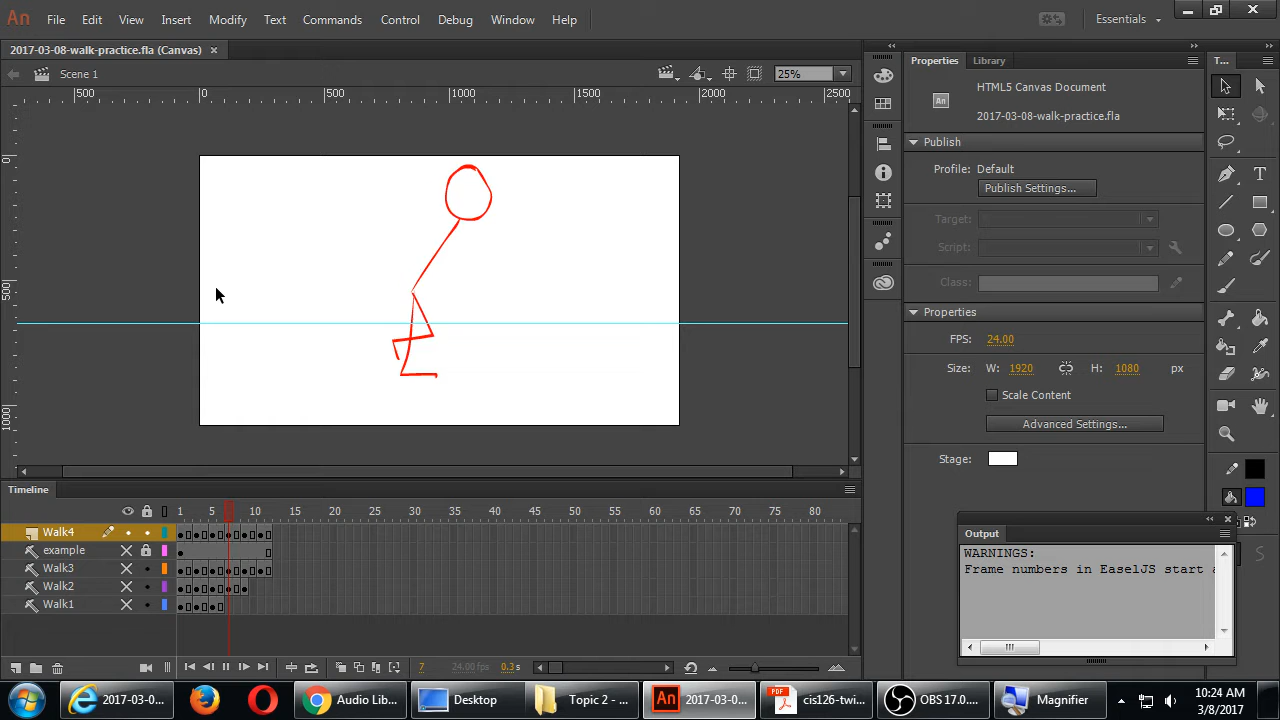 An File Edit View Insert Modify Text Commands Control Debug Window Help Essentials
2017-03-08-walk-practice.fla (Canvas) ×
Scene 1 25%
500 0 500 1000 1500 2000 2500
0
500
1000
Properties Library
HTML5 Canvas Document
An 2017-03-08-walk-practice.fla
Publish
Profile: Default
Publish Settings...
Target:
Script:
Class:
Properties
FPS: 24.00
Size: W: 1920 H: 1080 px
Scale Content
Advanced Settings...
Stage:
T...
T
Timeline
1 5 10 15 20 25 30 35 40 45 50 55 60 65 70 75 80
Walk4
example
Walk3
Walk2
Walk1
7 24.00 fps 0.3 s
Output
WARNINGS:
Frame numbers in EaselJS start
2017-03-0... Audio Lib... Desktop Topic 2 - ... An 2017-03-0... PDF cis126-twi... OBS 17.0.... Magnifier
10:24 AM
3/8/2017